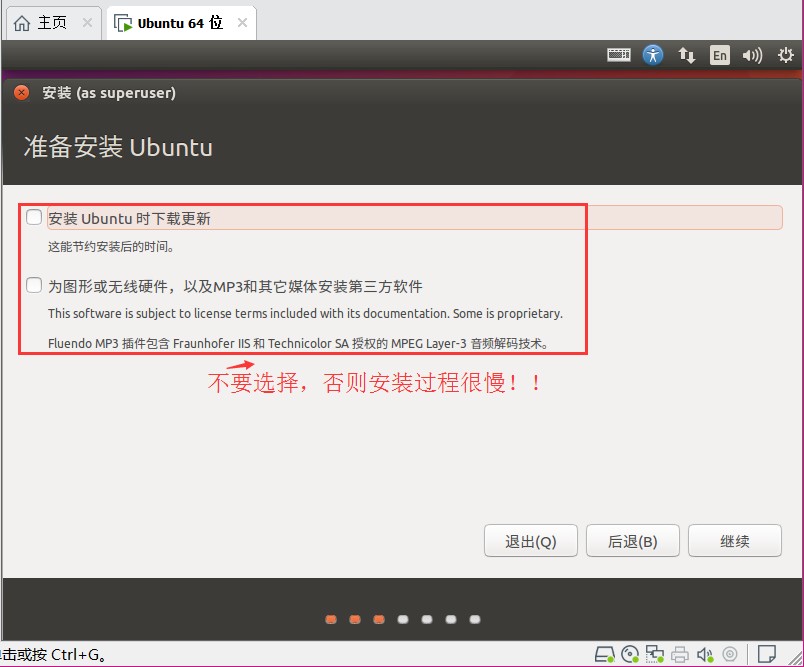 主页
Ubuntu 64 位
En
安装 (as superuser)
准备安装 Ubuntu
安装 Ubuntu 时下载更新
这能节约安装后的时间。
为图形或无线硬件，以及MP3和其它媒体安装第三方软件
This software is subject to license terms included with its documentation. Some is proprietary.
Fluendo MP3 插件包含 Fraunhofer IIS 和 Technicolor SA 授权的 MPEG Layer-3 音频解码技术。
不要选择，否则安装过程很慢！！
退出(Q)
后退(B)
继续
击或按 Ctrl+G。